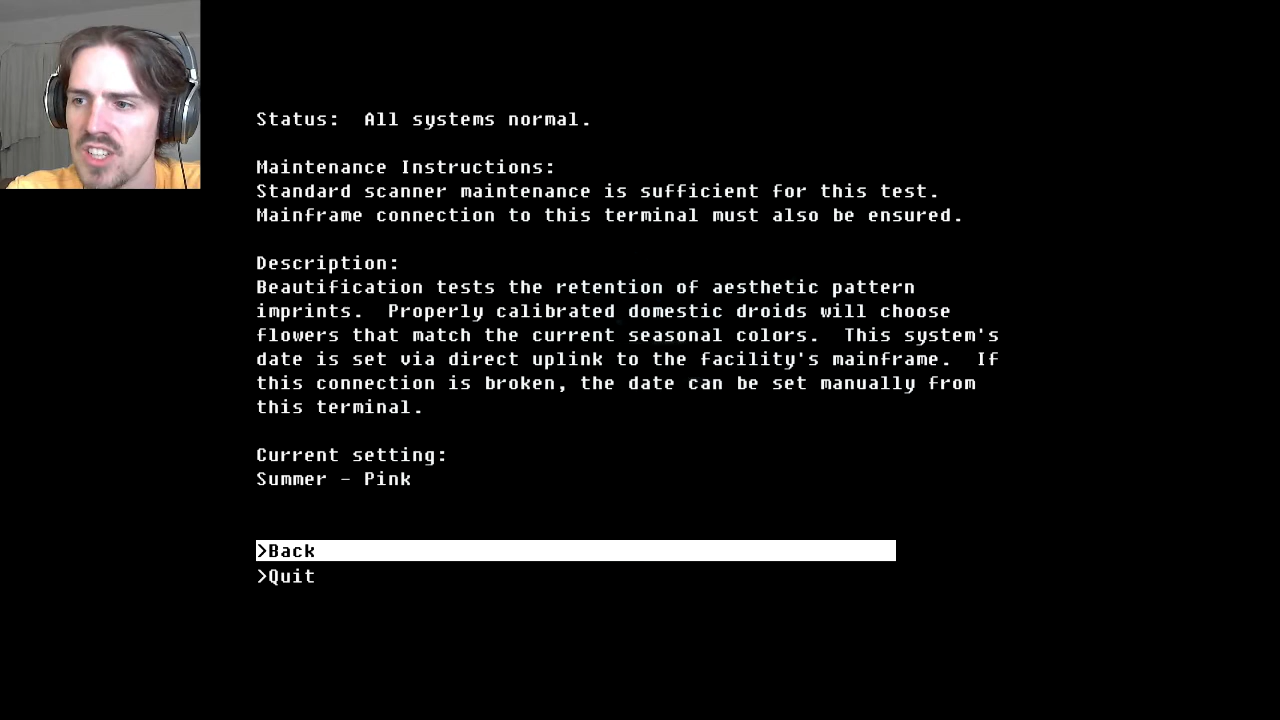 Status:  All systems normal.
Maintenance Instructions:
Standard scanner maintenance is sufficient for this test.
Mainframe connection to this terminal must also be ensured.
Description:
Beautification tests the retention of aesthetic pattern
imprints.  Properly calibrated domestic droids will choose
flowers that match the current seasonal colors.  This system's
date is set via direct uplink to the facility's mainframe.  If
this connection is broken, the date can be set manually from
this terminal.
Current setting:
Summer - Pink
>Back
>Quit